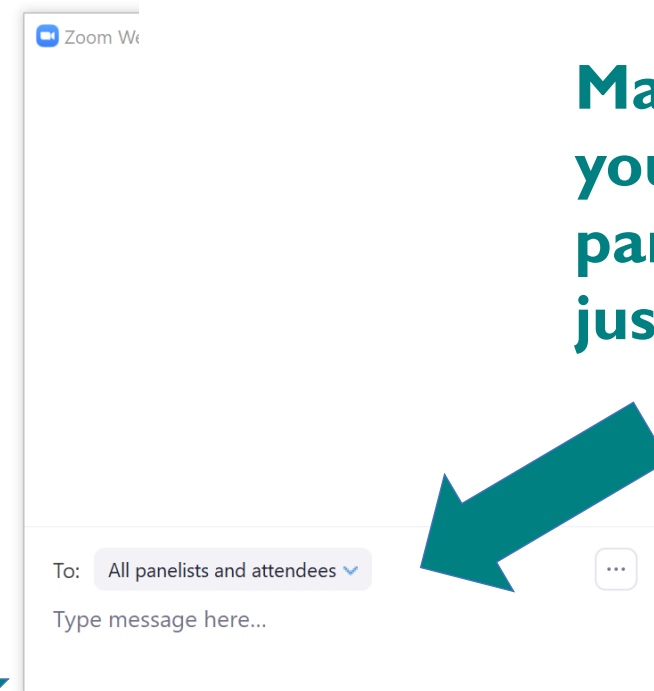 Zoom We
Ma
you
par
jus
To: All panelists and attendees
Type message here...